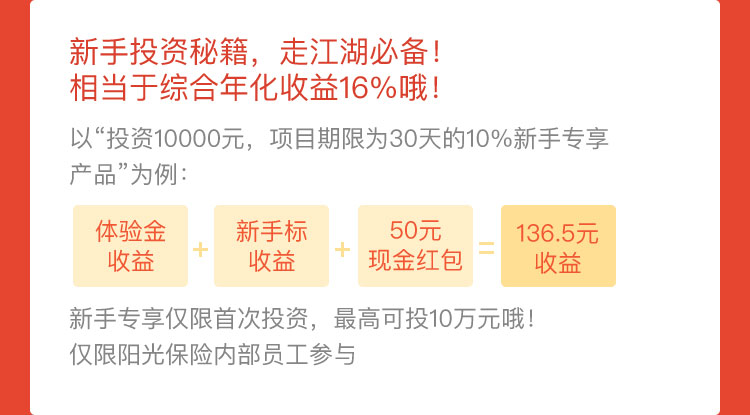 新手投资秘籍，走江湖必备！
相当于综合年化收益16%哦！
以“投资10000元，项目期限为30天的10%新手专享
产品”为例：
体验金
收益
+
新手标
收益
+
50元
现金红包
=
136.5元
收益
新手专享仅限首次投资，最高可投10万元哦！
仅限阳光保险内部员工参与